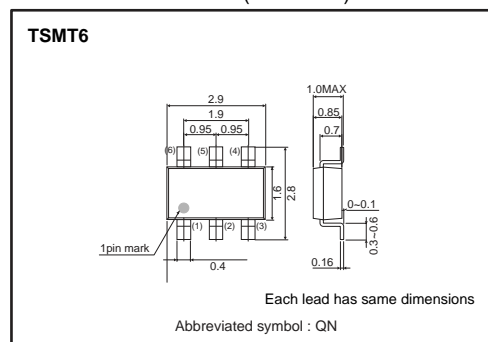 TSMT6
1.0MAX
2.9
0.85
1.9
0.7
0.95 0.95
(6) (5) (4)
1.6
2.8
0~0.1
0.3~0.6
(1) (2) (3)
1pin mark
0.4
0.16
Each lead has same dimensions
Abbreviated symbol : QN